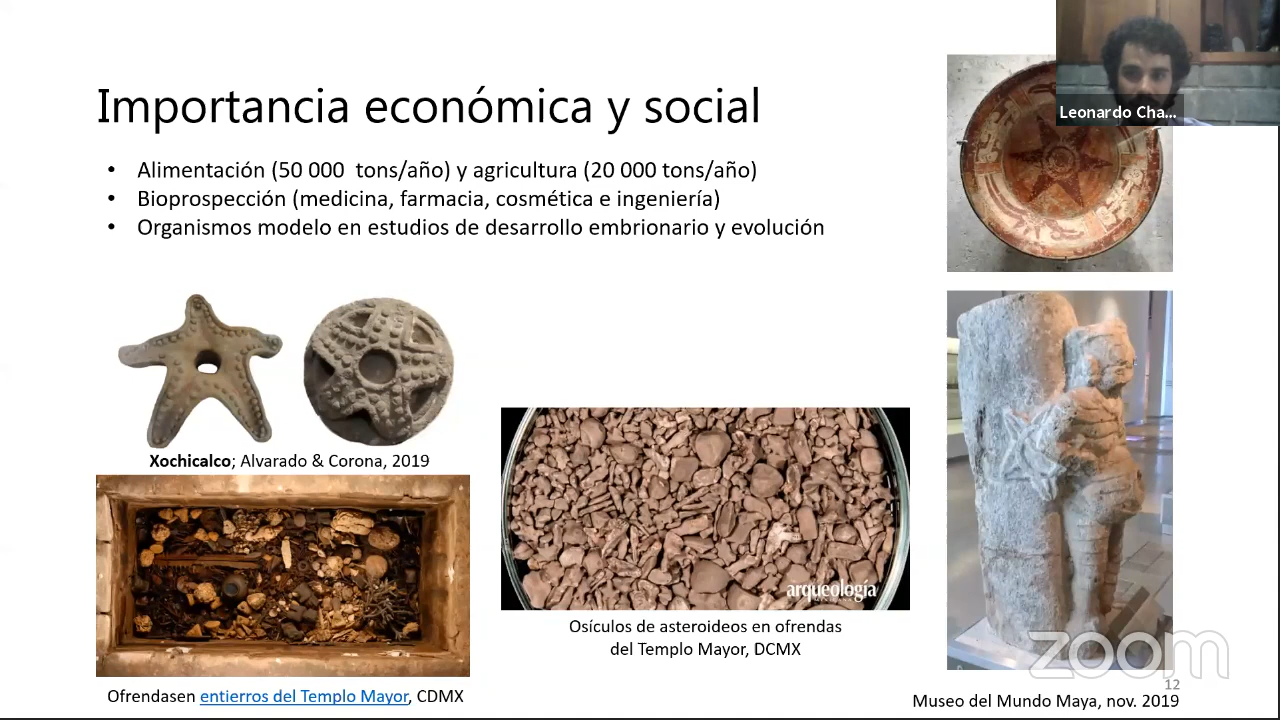 Leonardo Cha...
Importancia económica y social
• Alimentación (50 000 tons/año) y agricultura (20 000 tons/año)
• Bioprospección (medicina, farmacia, cosmética e ingeniería)
• Organismos modelo en estudios de desarrollo embrionario y evolución
Xochicalco; Alvarado & Corona, 2019
arqueología
Osículos de asteroideos en ofrendas
del Templo Mayor, DCMX
Ofrendasen entierros del Templo Mayor, CDMX
zoom
12
Museo del Mundo Maya, nov. 2019